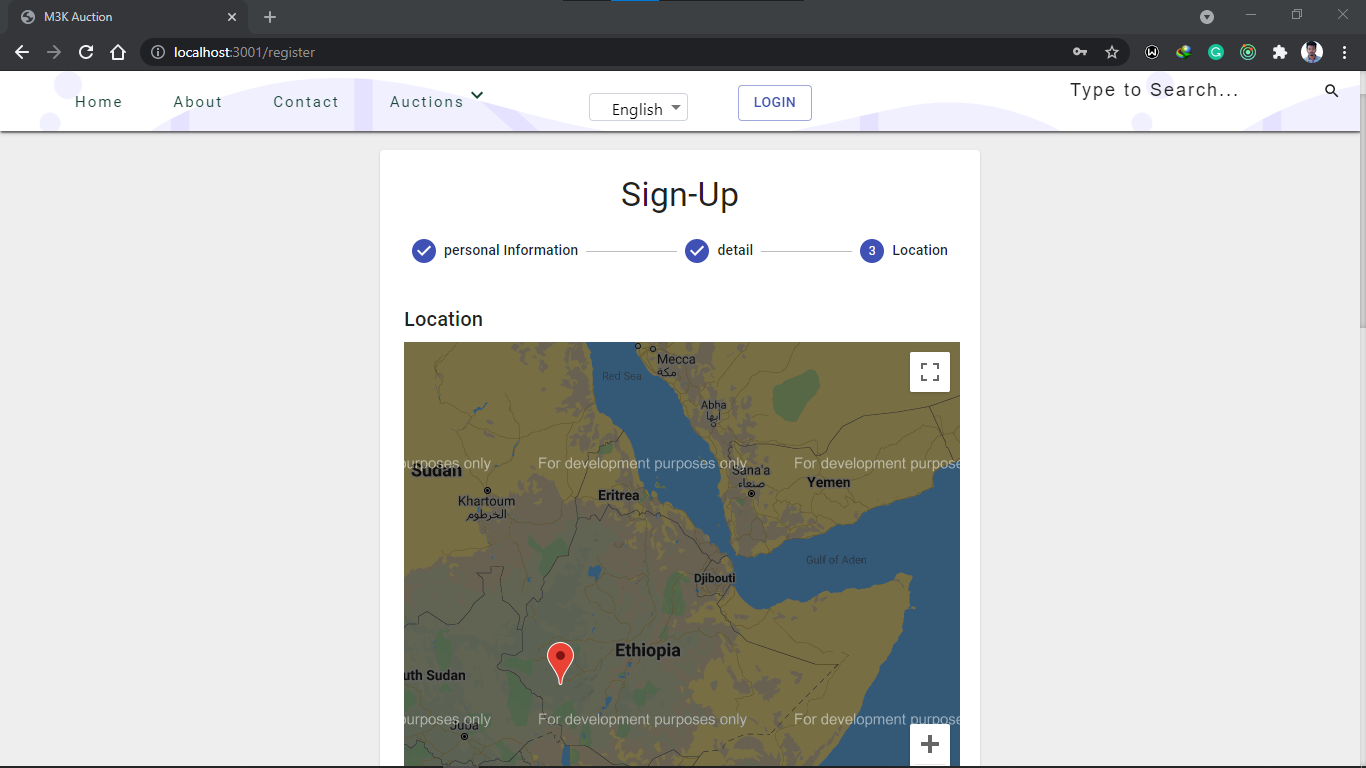 M3K Auction
localhost:3001/register
Home
About
Contact
Auctions
English
LOGIN
Type to Search...
Sign-Up
personal Information
detail
3
Location
Location
Mecca
مكة
Red Sea
Abha
أبها
purposes only
For development purposes only
For development purpose
Sudan
Sana'a
صنعاء
Yemen
Khartoum
الخرطوم
Eritrea
Gulf of Aden
Djibouti
Ethiopia
uth Sudan
purposes only
For development purposes only
For development purpose
Juba